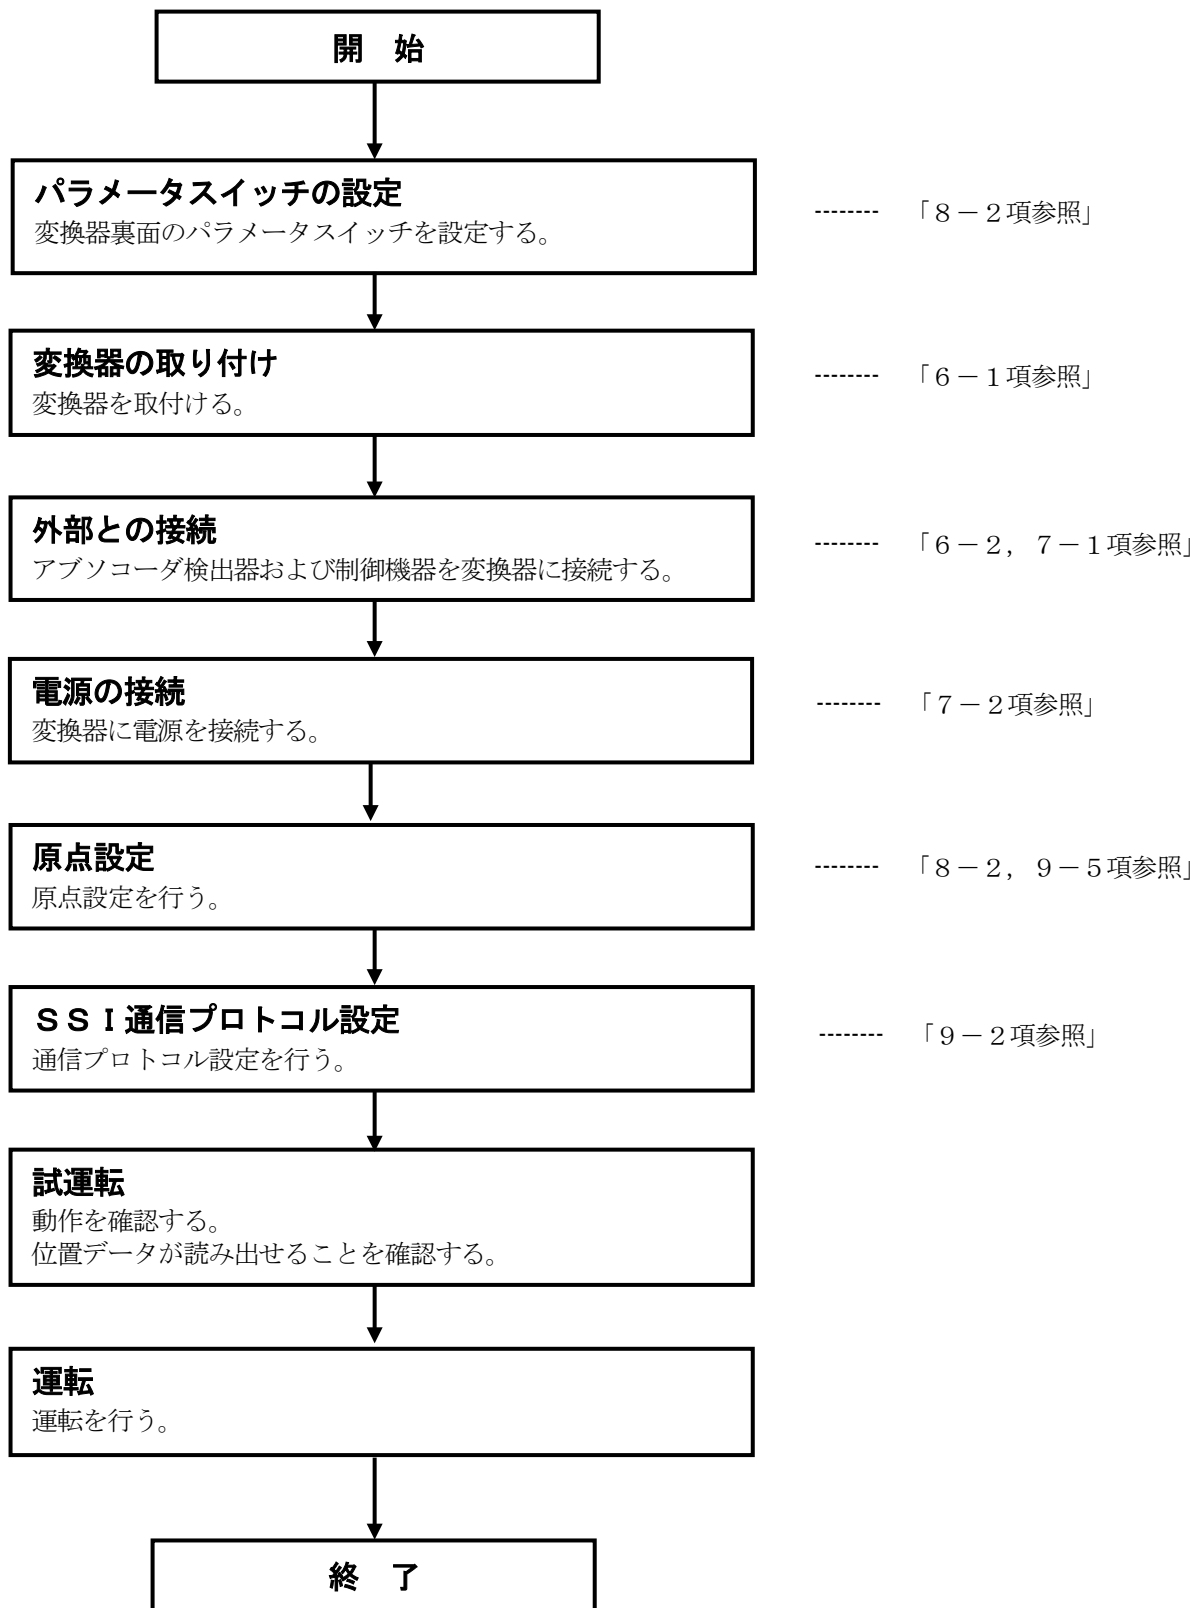 開　始
パラメータスイッチの設定
変換器裏面のパラメータスイッチを設定する。
-------- 「８－２項参照」
変換器の取り付け
変換器を取付ける。
-------- 「６－１項参照」
外部との接続
アブソコーダ検出器および制御機器を変換器に接続する。
-------- 「６－２，７－１項参照」
電源の接続
変換器に電源を接続する。
-------- 「７－２項参照」
原点設定
原点設定を行う。
-------- 「８－２，９－５項参照」
ＳＳＩ通信プロトコル設定
通信プロトコル設定を行う。
-------- 「９－２項参照」
試運転
動作を確認する。
位置データが読み出せることを確認する。
運転
運転を行う。
終　了